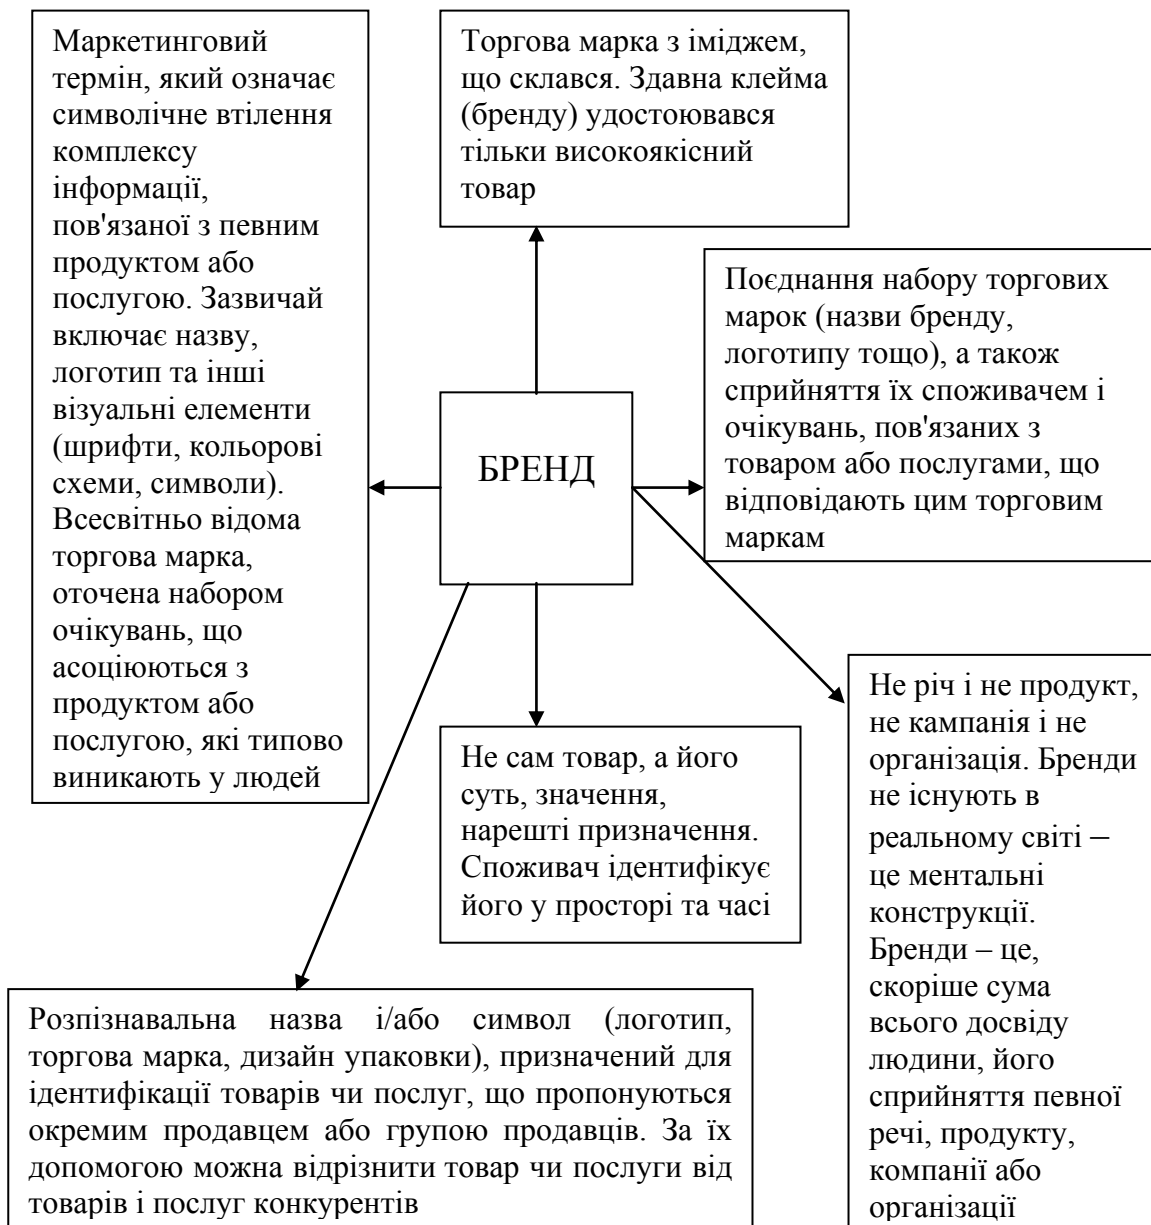 Маркетинговий
термін, який означає
символічне втілення
комплексу
інформації,
пов'язаної з певним
продуктом або
послугою. Зазвичай
включає назву,
логотип та інші
візуальні елементи
(шрифти, кольорові
схеми, символи).
Всесвітньо відома
торгова марка,
оточена набором
очікувань, що
асоціюються з
продуктом або
послугою, які типово
виникають у людей
Торгова марка з іміджем,
що склався. Здавна клейма
(бренду) удостоювався
тільки високоякісний
товар
Поєднання набору торгових
марок (назви бренду,
логотипу тощо), а також
сприйняття їх споживачем і
очікувань, пов'язаних з
товаром або послугами, що
відповідають цим торговим
маркам
БРЕНД
Не сам товар, а його
суть, значення,
нарешті призначення.
Споживач ідентифікує
його у просторі та часі
Не річ і не продукт,
не кампанія і не
організація. Бренди
не існують в
реальному світі –
це ментальні
конструкції.
Бренди – це,
скоріше сума
всього досвіду
людини, його
сприйняття певної
речі, продукту,
компанії або
організації
Розпізнавальна назва і/або символ (логотип,
торгова марка, дизайн упаковки), призначений для
ідентифікації товарів чи послуг, що пропонуються
окремим продавцем або групою продавців. За їх
допомогою можна відрізнити товар чи послуги від
товарів і послуг конкурентів